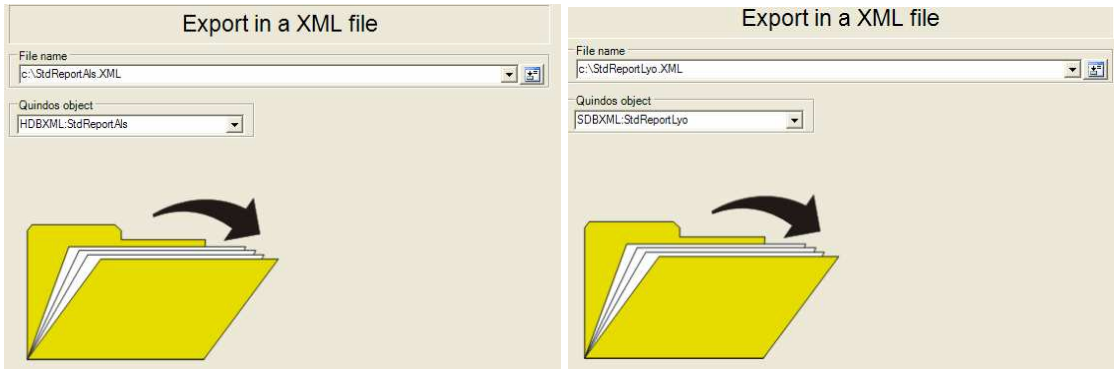 Export in a XML file
File name
c:\StdReportAls.XML
Quindos object
HDBXML:StdReportAls
Export in a XML file
File name
c:\StdReportLyo.XML
Quindos object
SDBXML:StdReportLyo